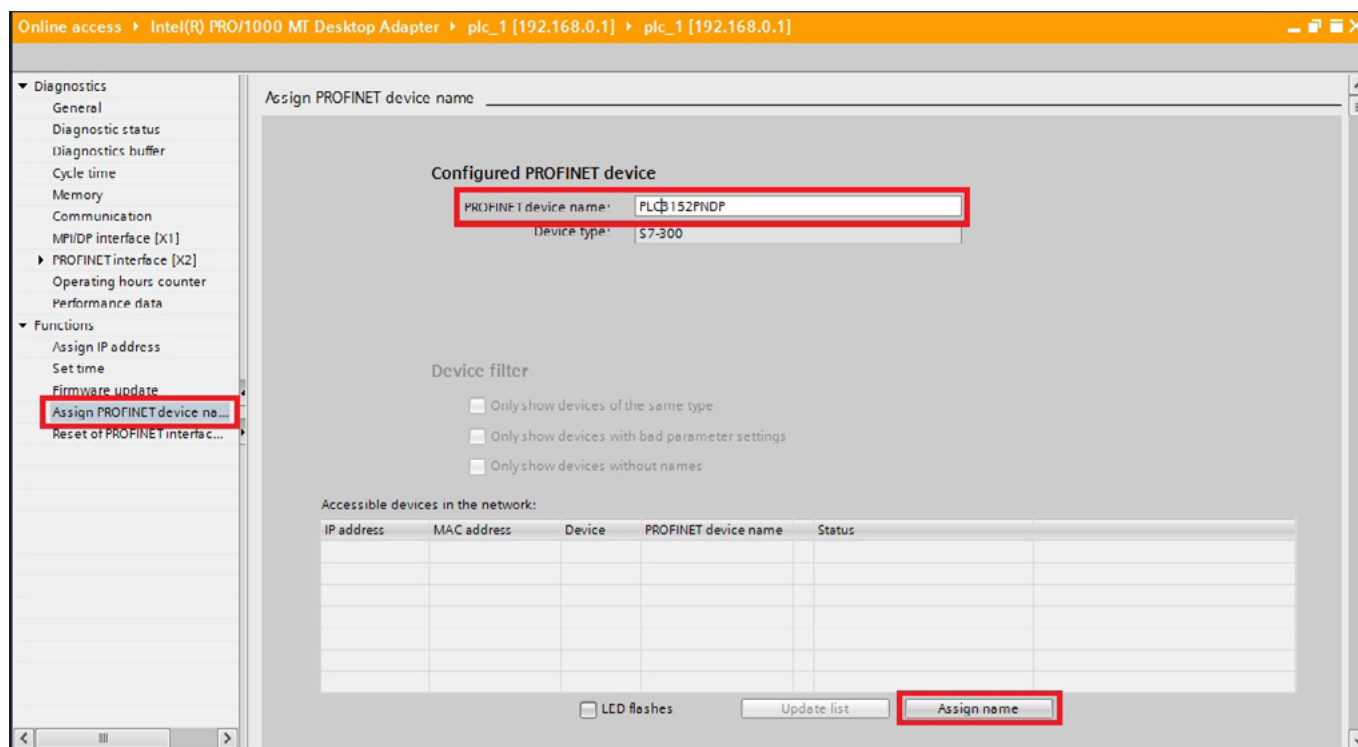 Online access ▸ Intel(R) PRO/1000 MT Desktop Adapter ▸ plc_1 [192.168.0.1] ▸ plc_1 [192.168.0.1]
Diagnostics
General
Diagnostic status
Diagnostics buffer
Cycle time
Memory
Communication
MPI/DP interface [X1]
PROFINET interface [X2]
Operating hours counter
Performance data
Functions
Assign IP address
Set time
Firmware update
Assign PROFINET device na...
Reset of PROFINET interfac...
Assign PROFINET device name
Configured PROFINET device
PROFINET device name: PLC3152PNDP
Device type: S7-300
Device filter
Only show devices of the same type
Only show devices with bad parameter settings
Only show devices without names
Accessible devices in the network:
IP address MAC address Device PROFINET device name Status
LED flashes Update list Assign name